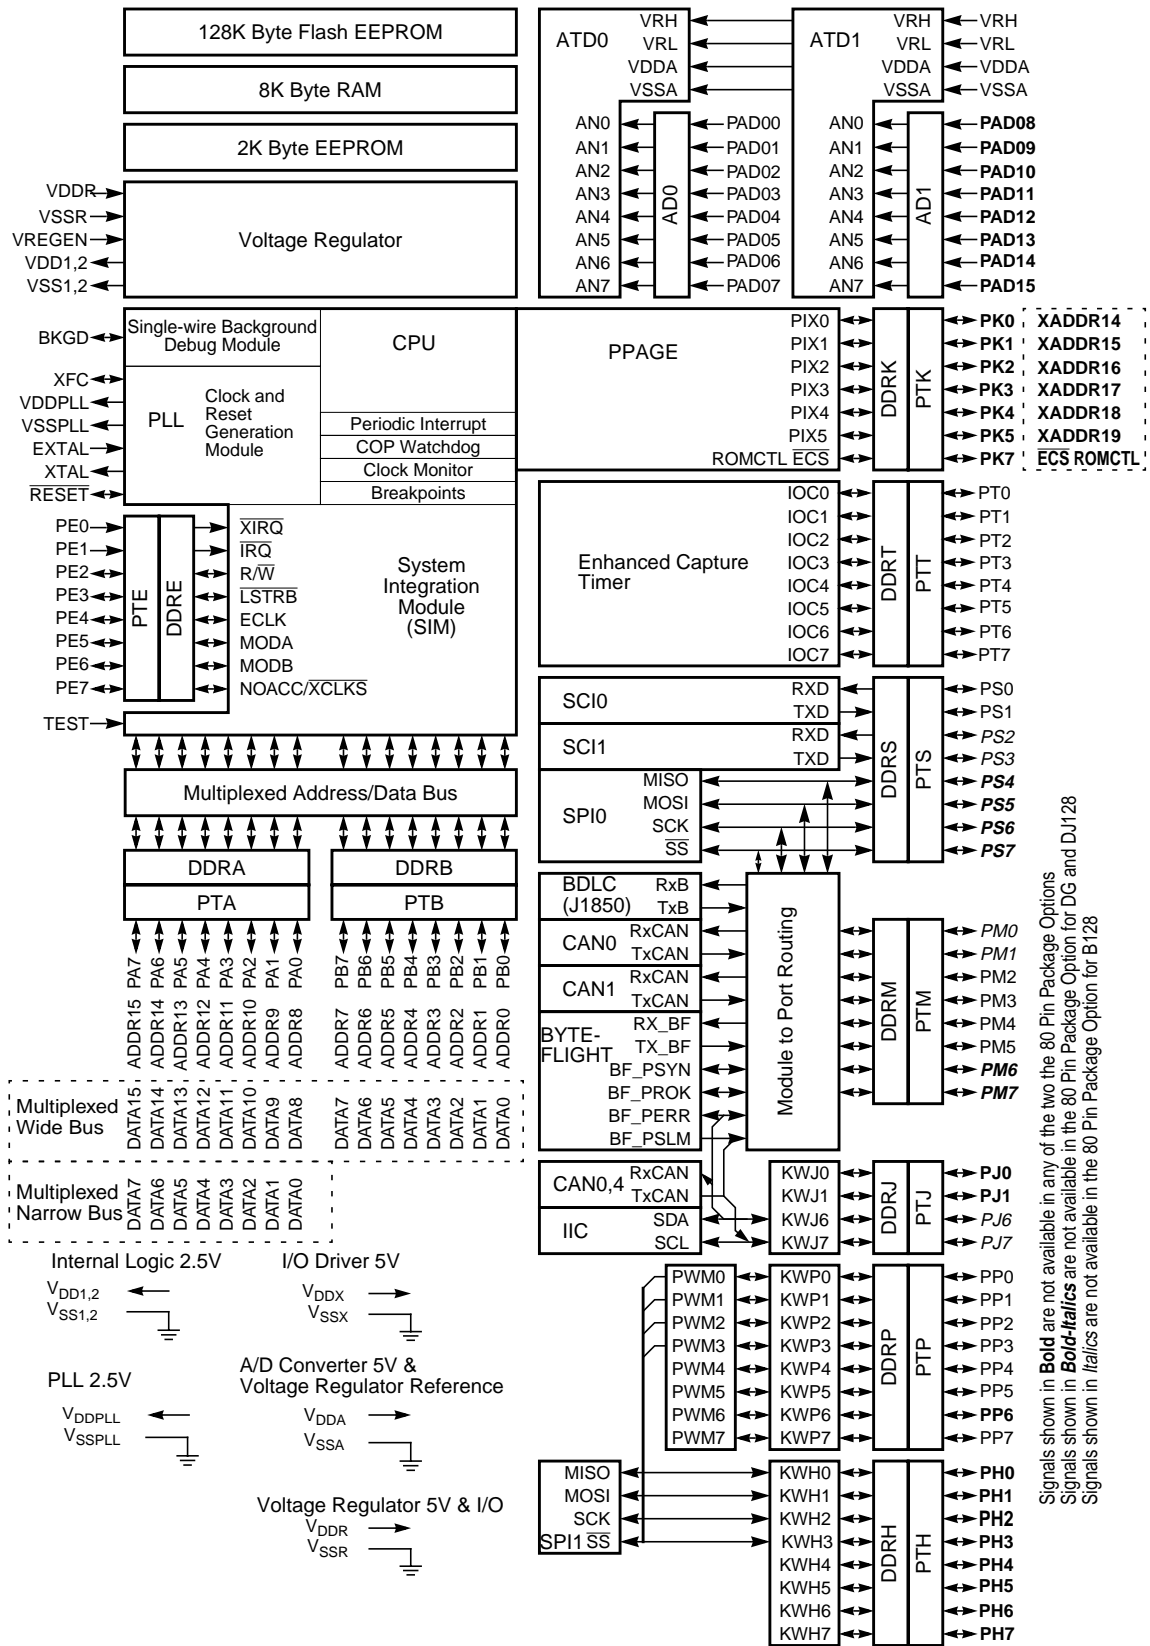 128K Byte Flash EEPROM
8K Byte RAM
2K Byte EEPROM
VDDR
VSSR
VREGEN
VDD1,2
VSS1,2
Voltage Regulator
ATD0
VRH
VRL
VDDA
VSSA
AN0
AN1
AN2
AN3
AN4
AN5
AN6
AN7
AD0
PAD00
PAD01
PAD02
PAD03
PAD04
PAD05
PAD06
PAD07
ATD1
VRH
VRL
VDDA
VSSA
VRH
VRL
VDDA
VSSA
AN0
AN1
AN2
AN3
AN4
AN5
AN6
AN7
AD1
PAD08
PAD09
PAD10
PAD11
PAD12
PAD13
PAD14
PAD15
BKGD
XFC
VDDPLL
VSSPLL
EXTAL
XTAL
RESET
Single-wire Background
Debug Module
CPU
PLL
Clock and
Reset
Generation
Module
Periodic Interrupt
COP Watchdog
Clock Monitor
Breakpoints
PPAGE
PIX0
PIX1
PIX2
PIX3
PIX4
PIX5
ROMCTL ECS
DDRK
PTK
PK0
PK1
PK2
PK3
PK4
PK5
PK7
XADDR14
XADDR15
XADDR16
XADDR17
XADDR18
XADDR19
ECS ROMCTL
PE0
PE1
PE2
PE3
PE4
PE5
PE6
PE7
TEST
PTE
DDRE
XIRQ
IRQ
R/W
LSTRB
ECLK
MODA
MODB
NOACC/XCLKS
System
Integration
Module
(SIM)
Enhanced Capture
Timer
IOC0
IOC1
IOC2
IOC3
IOC4
IOC5
IOC6
IOC7
DDRT
PTT
PT0
PT1
PT2
PT3
PT4
PT5
PT6
PT7
SCI0
RXD
TXD
SCI1
RXD
TXD
SPI0
MISO
MOSI
SCK
SS
DDRS
PTS
PS0
PS1
PS2
PS3
PS4
PS5
PS6
PS7
Multiplexed Address/Data Bus
DDRA
DDRB
PTA
PTB
PA7
PA6
PA5
PA4
PA3
PA2
PA1
PA0
PB7
PB6
PB5
PB4
PB3
PB2
PB1
PB0
ADDR15
ADDR14
ADDR13
ADDR12
ADDR11
ADDR10
ADDR9
ADDR8
ADDR7
ADDR6
ADDR5
ADDR4
ADDR3
ADDR2
ADDR1
ADDR0
Multiplexed
Wide Bus
DATA15
DATA14
DATA13
DATA12
DATA11
DATA10
DATA9
DATA8
DATA7
DATA6
DATA5
DATA4
DATA3
DATA2
DATA1
DATA0
Multiplexed
Narrow Bus
DATA7
DATA6
DATA5
DATA4
DATA3
DATA2
DATA1
DATA0
BDLC
(J1850)
RxB
TxB
CAN0
RxCAN
TxCAN
CAN1
RxCAN
TxCAN
BYTE-
FLIGHT
RX_BF
TX_BF
BF_PSYN
BF_PROK
BF_PERR
BF_PSLM
Module to Port Routing
DDRM
PTM
PM0
PM1
PM2
PM3
PM4
PM5
PM6
PM7
CAN0,4
RxCAN
TxCAN
IIC
SDA
SCL
KWJ0
KWJ1
KWJ6
KWJ7
DDRJ
PTJ
PJ0
PJ1
PJ6
PJ7
PWM0
PWM1
PWM2
PWM3
PWM4
PWM5
PWM6
PWM7
KWP0
KWP1
KWP2
KWP3
KWP4
KWP5
KWP6
KWP7
DDRP
PTP
PP0
PP1
PP2
PP3
PP4
PP5
PP6
PP7
MISO
MOSI
SCK
SPI1 SS
KWH0
KWH1
KWH2
KWH3
KWH4
KWH5
KWH6
KWH7
DDRH
PTH
PH0
PH1
PH2
PH3
PH4
PH5
PH6
PH7
Internal Logic 2.5V
VDD1,2
VSS1,2
I/O Driver 5V
VDDX
VSSX
PLL 2.5V
VDDPLL
VSSPLL
A/D Converter 5V &
Voltage Regulator Reference
VDDA
VSSA
Voltage Regulator 5V & I/O
VDDR
VSSR
Signals shown in Bold are not available in any of the two the 80 Pin Package Options
Signals shown in Bold-Italics are not available in the 80 Pin Package Option for DG and DJ128
Signals shown in Italics are not available in the 80 Pin Package Option for B128